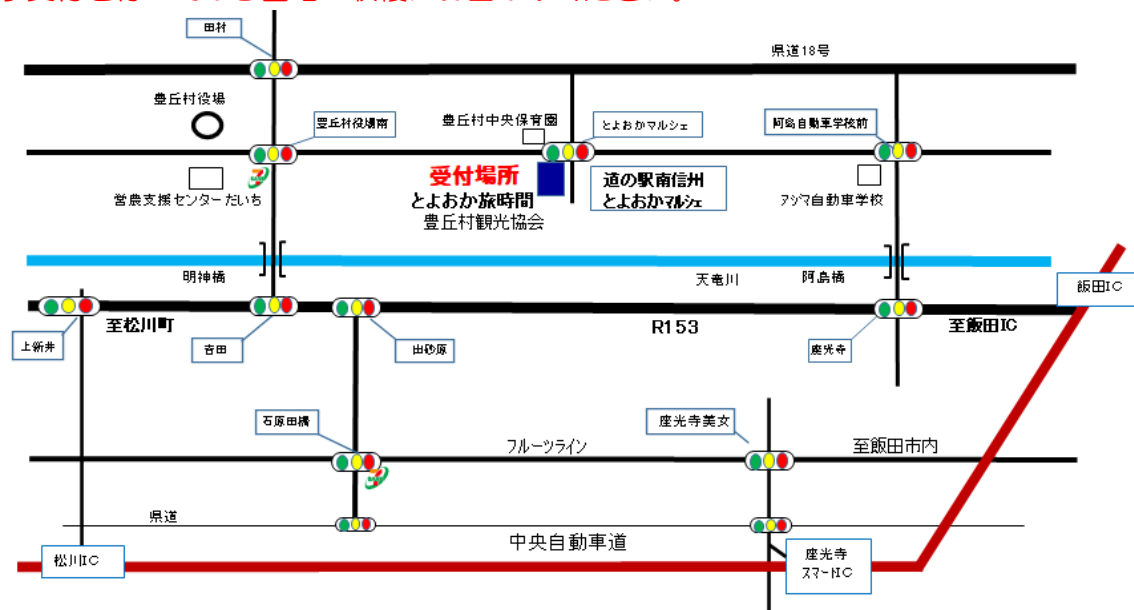 田村
県道18号
豊丘村役場
豊丘村役場南
豊丘村中央保育園
とよおかマルシェ
阿島自動車学校前
受付場所
とよおか旅時間
豊丘村観光協会
道の駅南信州
とよおかマルシェ
営農支援センターだいち
アシマ自動車学校
明神橋
天竜川
阿島橋
飯田IC
至松川町
R153
至飯田IC
上新井
吉田
出砂原
座光寺
石原田橋
フルーツライン
座光寺美女
至飯田市内
県道
中央自動車道
松川IC
座光寺
スマートIC